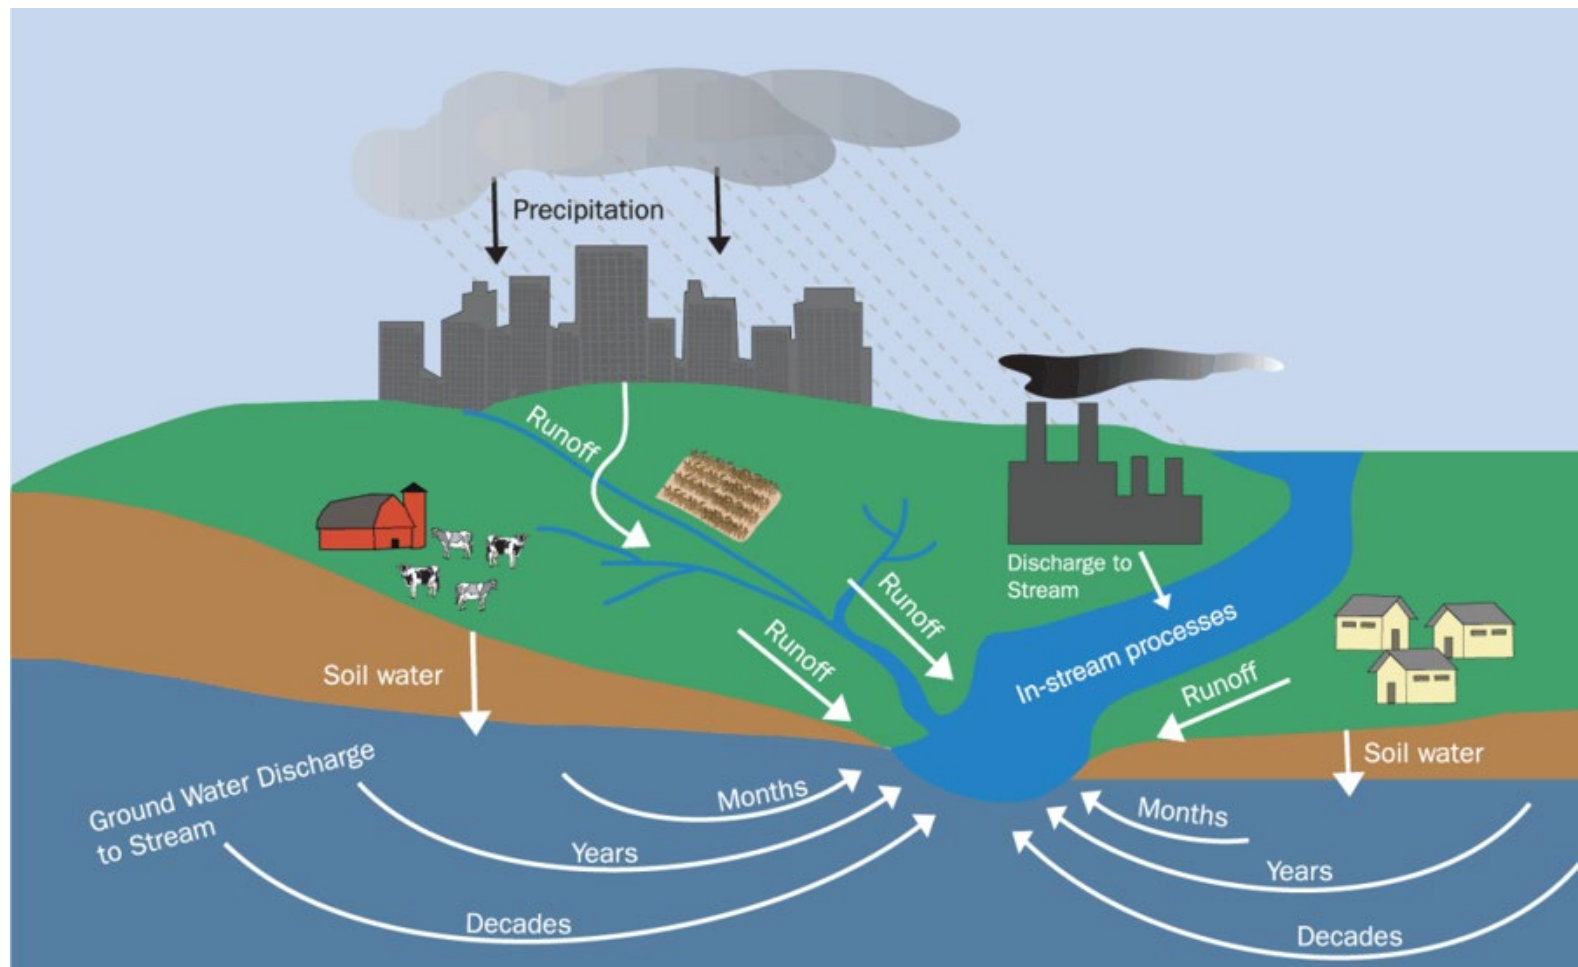 Precipitation
Runoff
Discharge to
Stream
Runoff
Runoff
In-stream processes
Runoff
Soil water
Soil water
Ground Water Discharge
to Stream
Months
Years
Decades
Months
Years
Decades